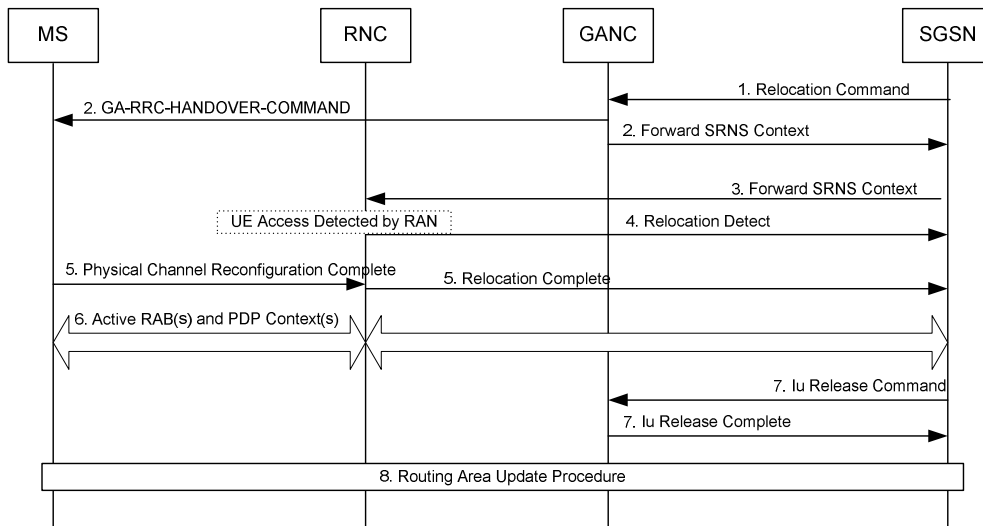 MS
RNC
GANC
SGSN
1. Relocation Command
2. GA-RRC-HANDOVER-COMMAND
2. Forward SRNS Context
3. Forward SRNS Context
UE Access Detected by RAN
4. Relocation Detect
5. Physical Channel Reconfiguration Complete
5. Relocation Complete
6. Active RAB(s) and PDP Context(s)
7. Iu Release Command
7. Iu Release Complete
8. Routing Area Update Procedure